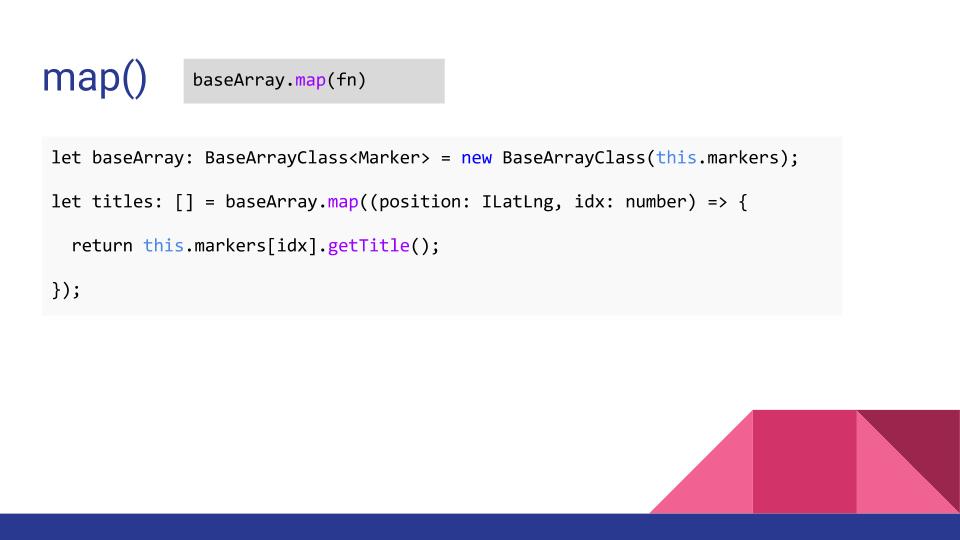 map()
baseArray.map(fn)
let baseArray: BaseArrayClass<Marker> = new BaseArrayClass(this.markers);
let titles: [] = baseArray.map((position: ILatLng, idx: number) => {
  return this.markers[idx].getTitle();
});